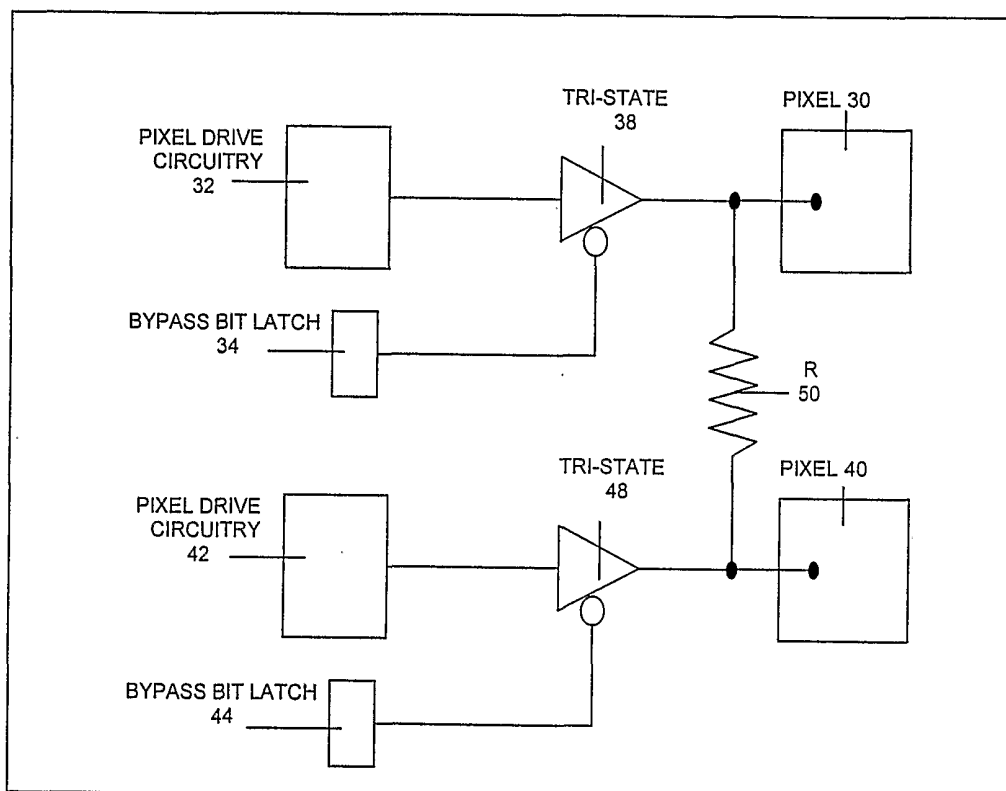 TRI-STATE
38
PIXEL 30
PIXEL DRIVE
CIRCUITRY
32
BYPASS BIT LATCH
34
R
50
TRI-STATE
48
PIXEL 40
PIXEL DRIVE
CIRCUITRY
42
BYPASS BIT LATCH
44